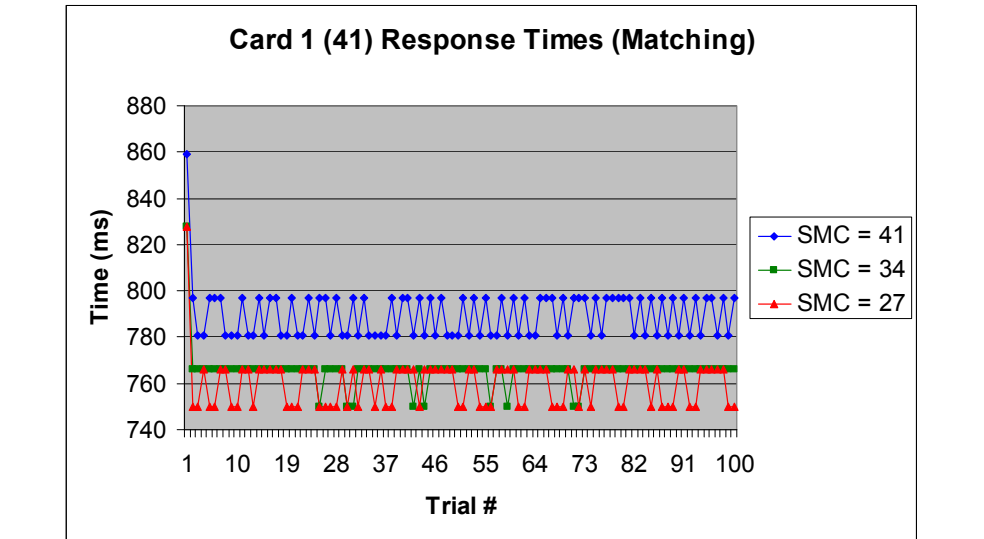 Card 1 (41) Response Times (Matching)
880
860
840
820
800
780
760
740
Time (ms)
1 10 19 28 37 46 55 64 73 82 91 100
Trial #
SMC = 41
SMC = 34
SMC = 27